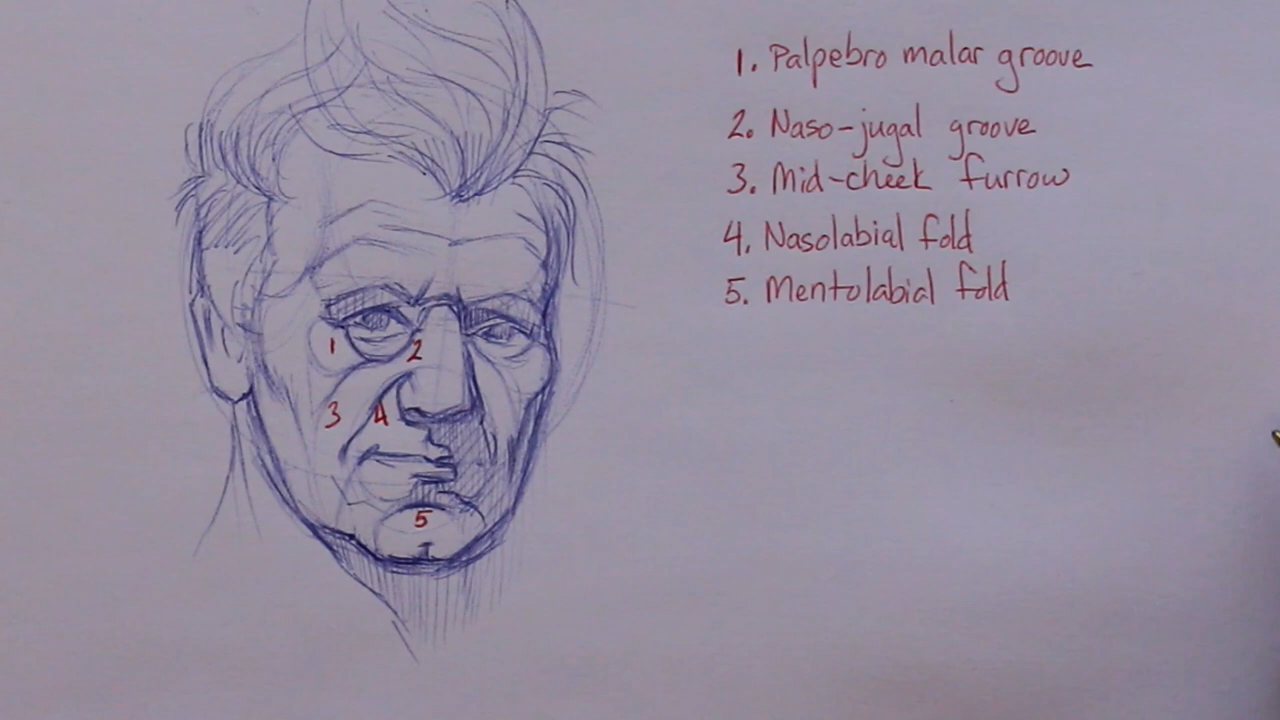 1. Palpebro malar groove
2. Naso-jugal groove
3. Mid-cheek furrow
4. Nasolabial fold
5. Mentolabial fold
1
2
3
4
5